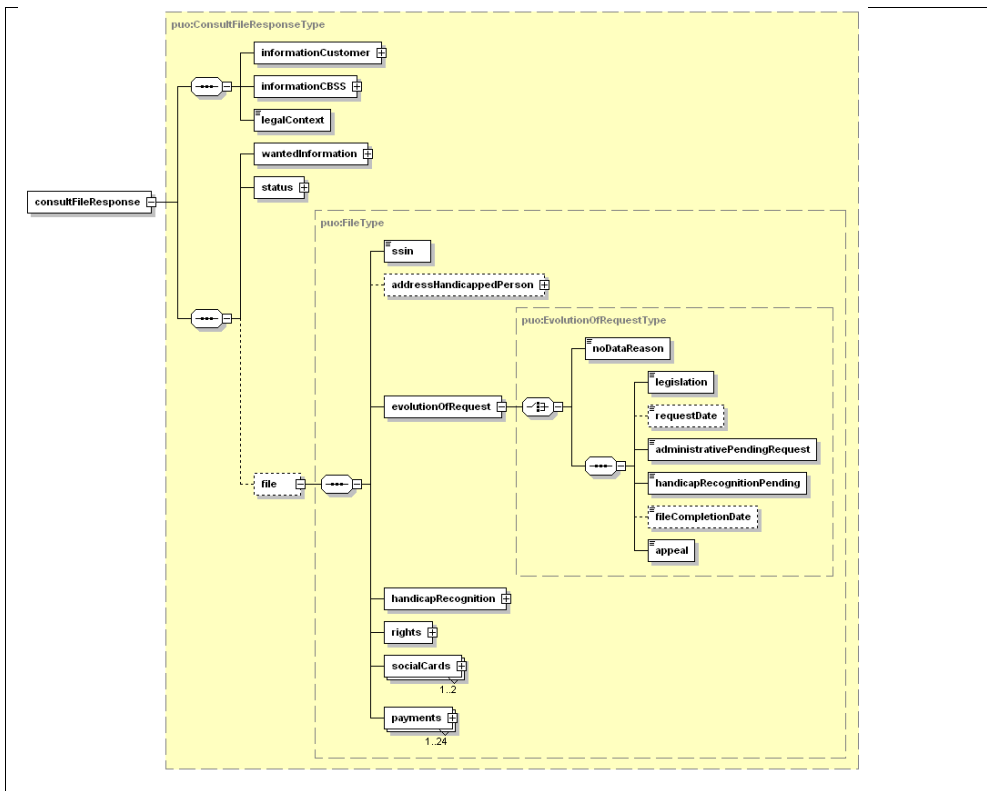 puo:ConsultFileResponseType
informationCustomer
informationCBSS
legalContext
wantedInformation
status
consultFileResponse
puo:FileType
ssin
addressHandicappedPerson
puo:EvolutionOfRequestType
noDataReason
legislation
evolutionOfRequest
requestDate
administrativePendingRequest
handicapRecognitionPending
file
fileCompletionDate
appeal
handicapRecognition
rights
socialCards
1..2
payments
1..24